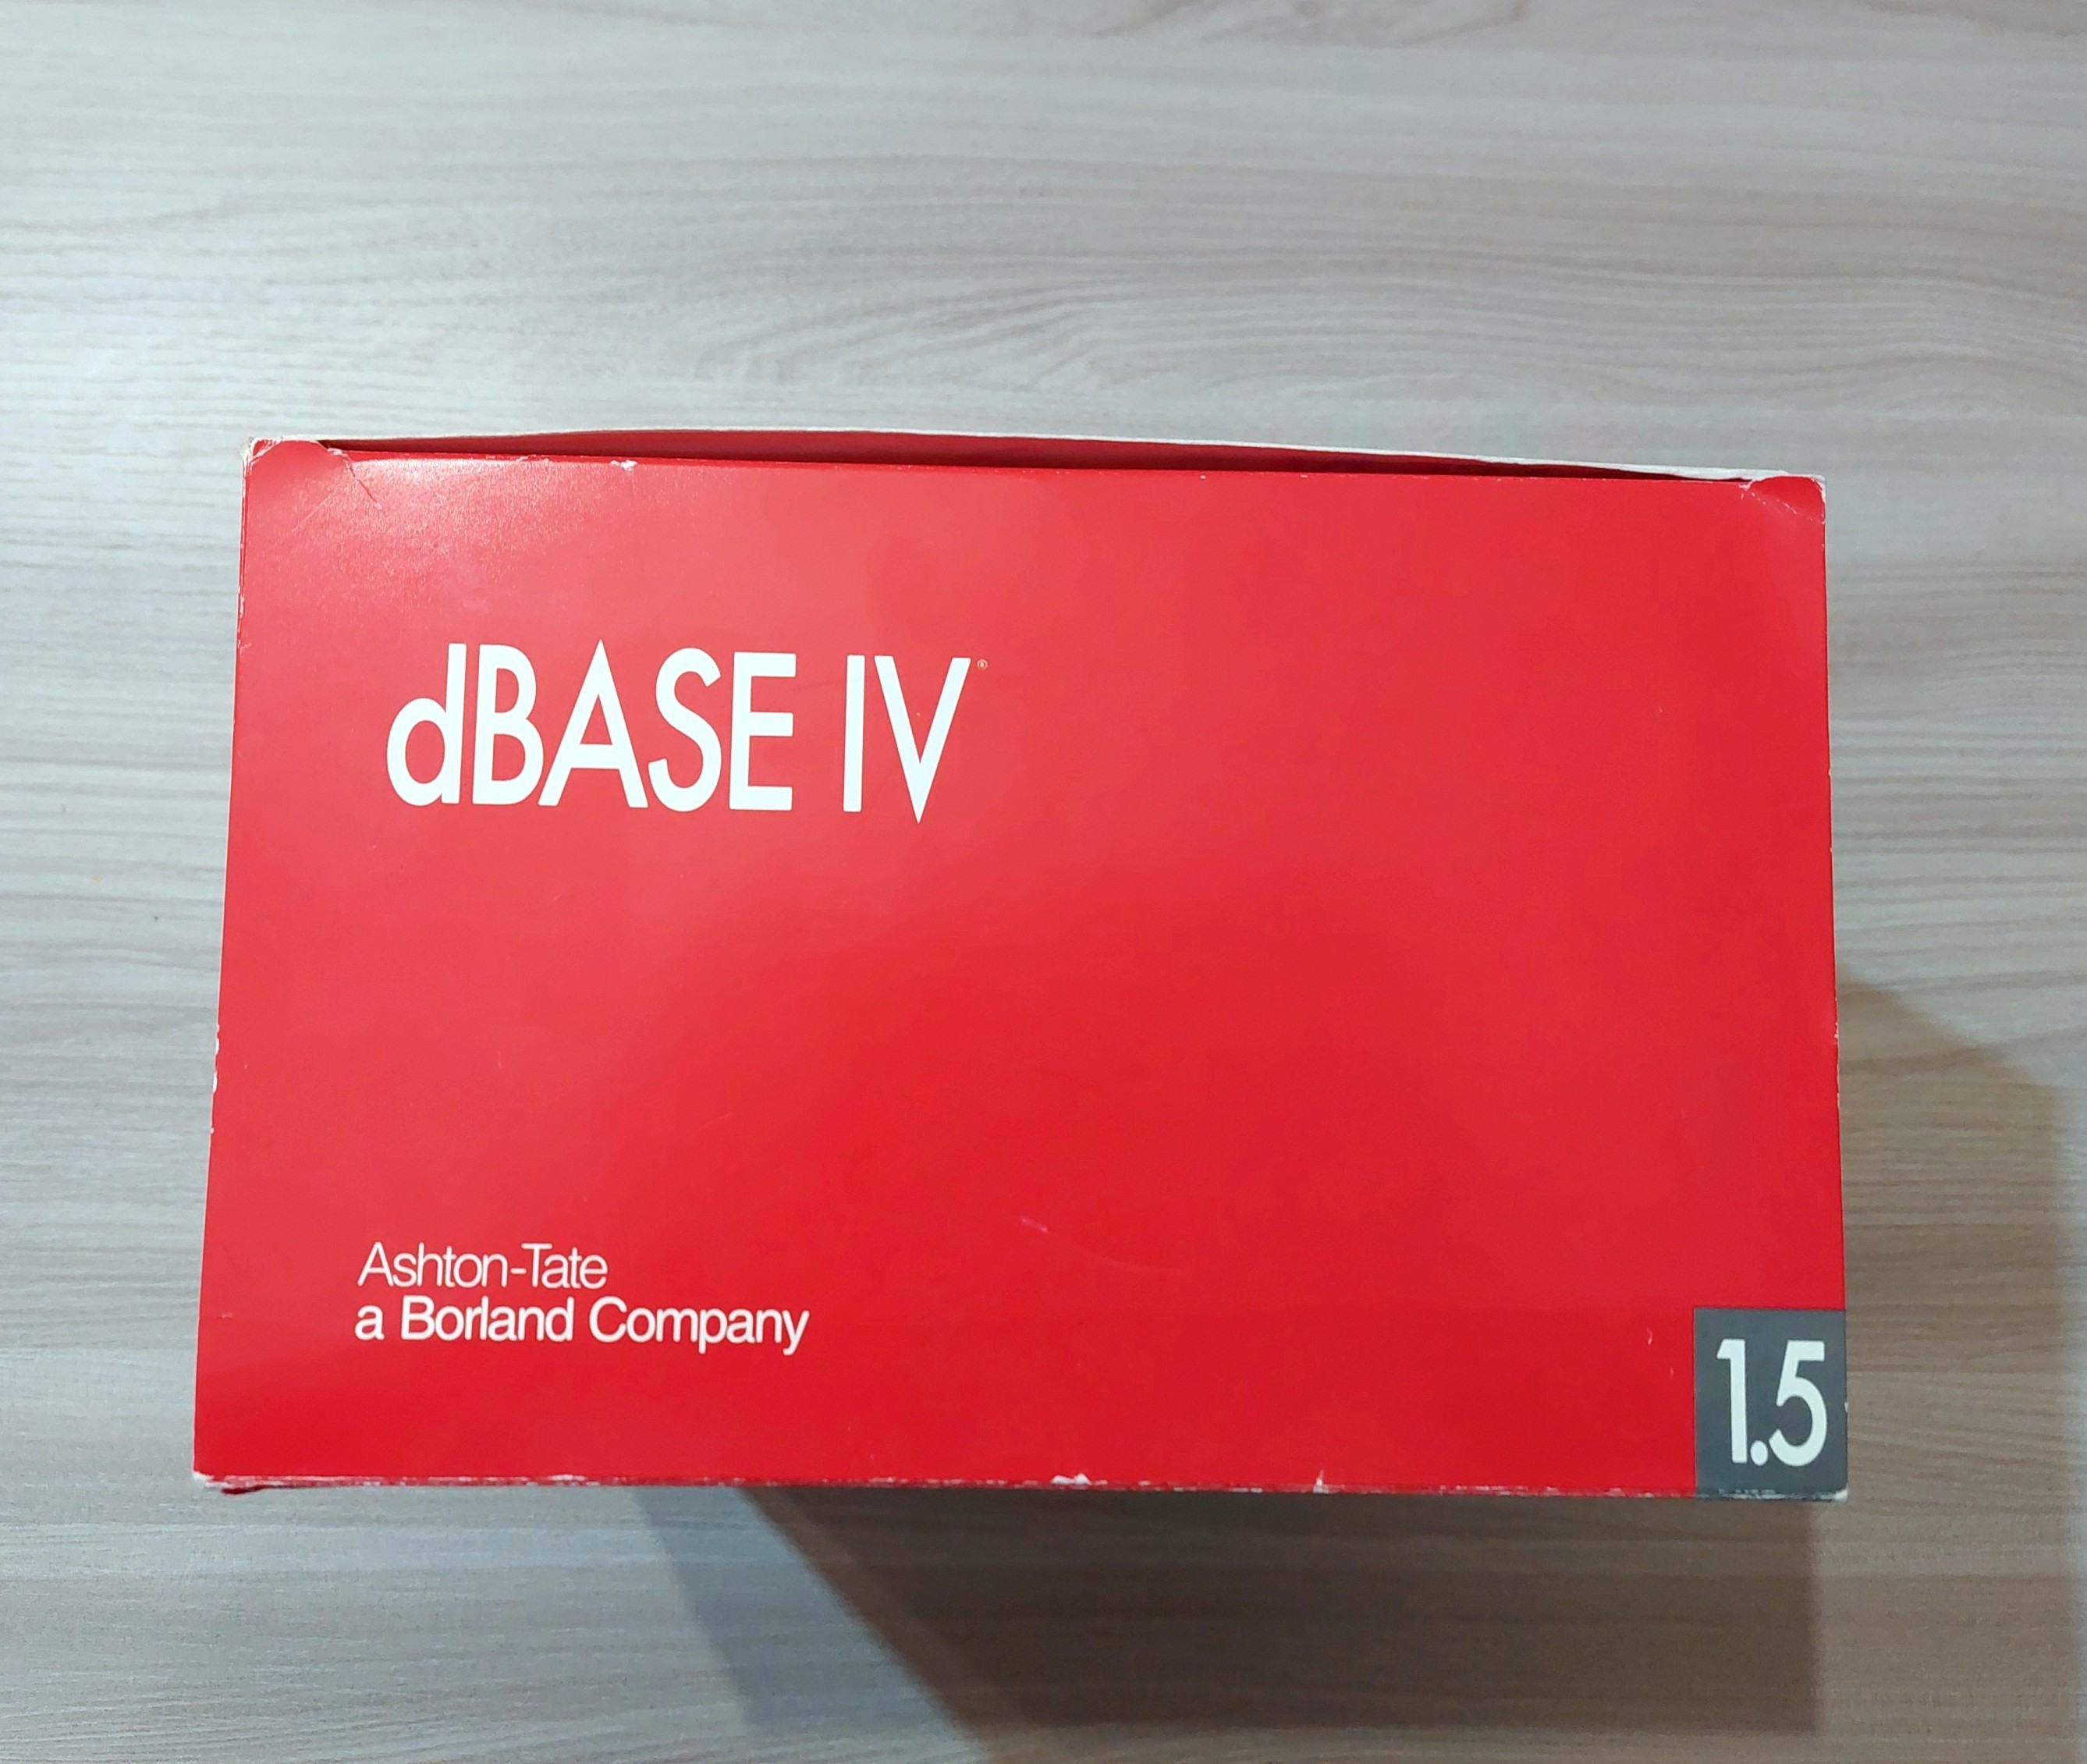 dBASE IV®
Ashton-Tate
a Borland Company
1.5